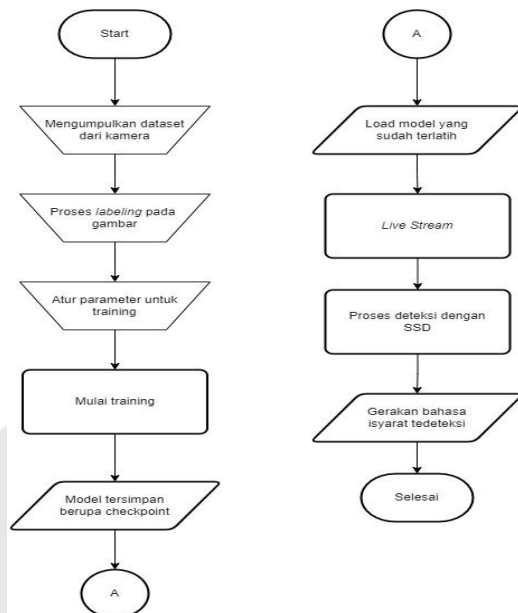 Start
Mengumpulkan dataset
dari kamera
Proses labeling pada
gambar
Atur parameter untuk
training
Mulai training
Model tersimpan
berupa checkpoint
A
A
Load model yang
sudah terlatih
Live Stream
Proses deteksi dengan
SSD
Gerakan bahasa
isyarat tedeteksi
Selesai